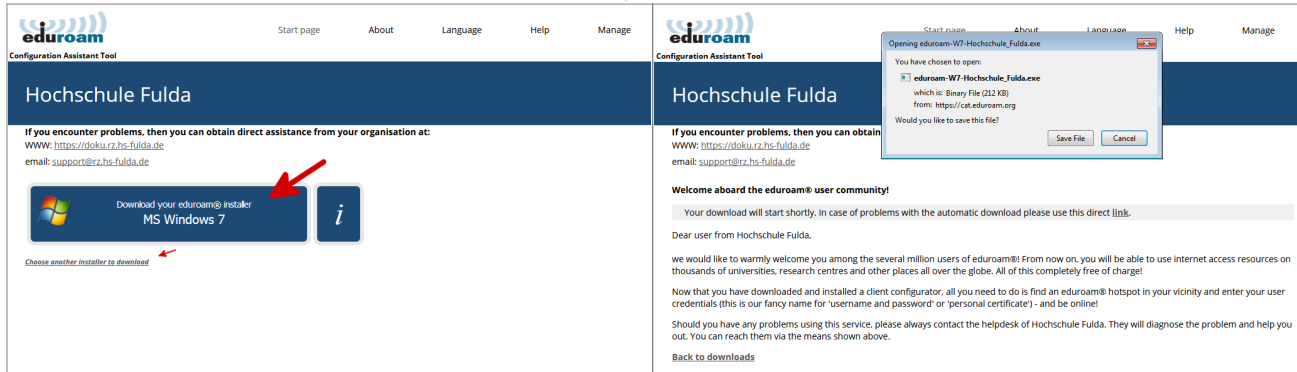 eduroam
Start page About Language Help Manage
Configuration Assistant Tool
Hochschule Fulda
If you encounter problems, then you can obtain direct assistance from your organisation at:
WWW: https://doku.rz.hs-fulda.de
email: support@rz.hs-fulda.de
Download your eduroam® installer
MS Windows 7
i
Choose another installer to download
eduroam
Start page About Language Help Manage
Configuration Assistant Tool
Hochschule Fulda
Opening eduroam-W7-Hochschule_Fulda.exe
You have chosen to open:
eduroam-W7-Hochschule_Fulda.exe
which is: Binary File (212 KB)
from: https://cat.eduroam.org
Would you like to save this file?
Save File Cancel
If you encounter problems, then you can obtain
WWW: https://doku.rz.hs-fulda.de
email: support@rz.hs-fulda.de
Welcome aboard the eduroam® user community!
Your download will start shortly. In case of problems with the automatic download please use this direct link.
Dear user from Hochschule Fulda,
we would like to warmly welcome you among the several million users of eduroam®! From now on, you will be able to use internet access resources on
thousands of universities, research centres and other places all over the globe. All of this completely free of charge!
Now that you have downloaded and installed a client configurator, all you need to do is find an eduroam® hotspot in your vicinity and enter your user
credentials (this is our fancy name for 'username and password' or 'personal certificate') - and be online!
Should you have any problems using this service, please always contact the helpdesk of Hochschule Fulda. They will diagnose the problem and help you
out. You can reach them via the means shown above.
Back to downloads